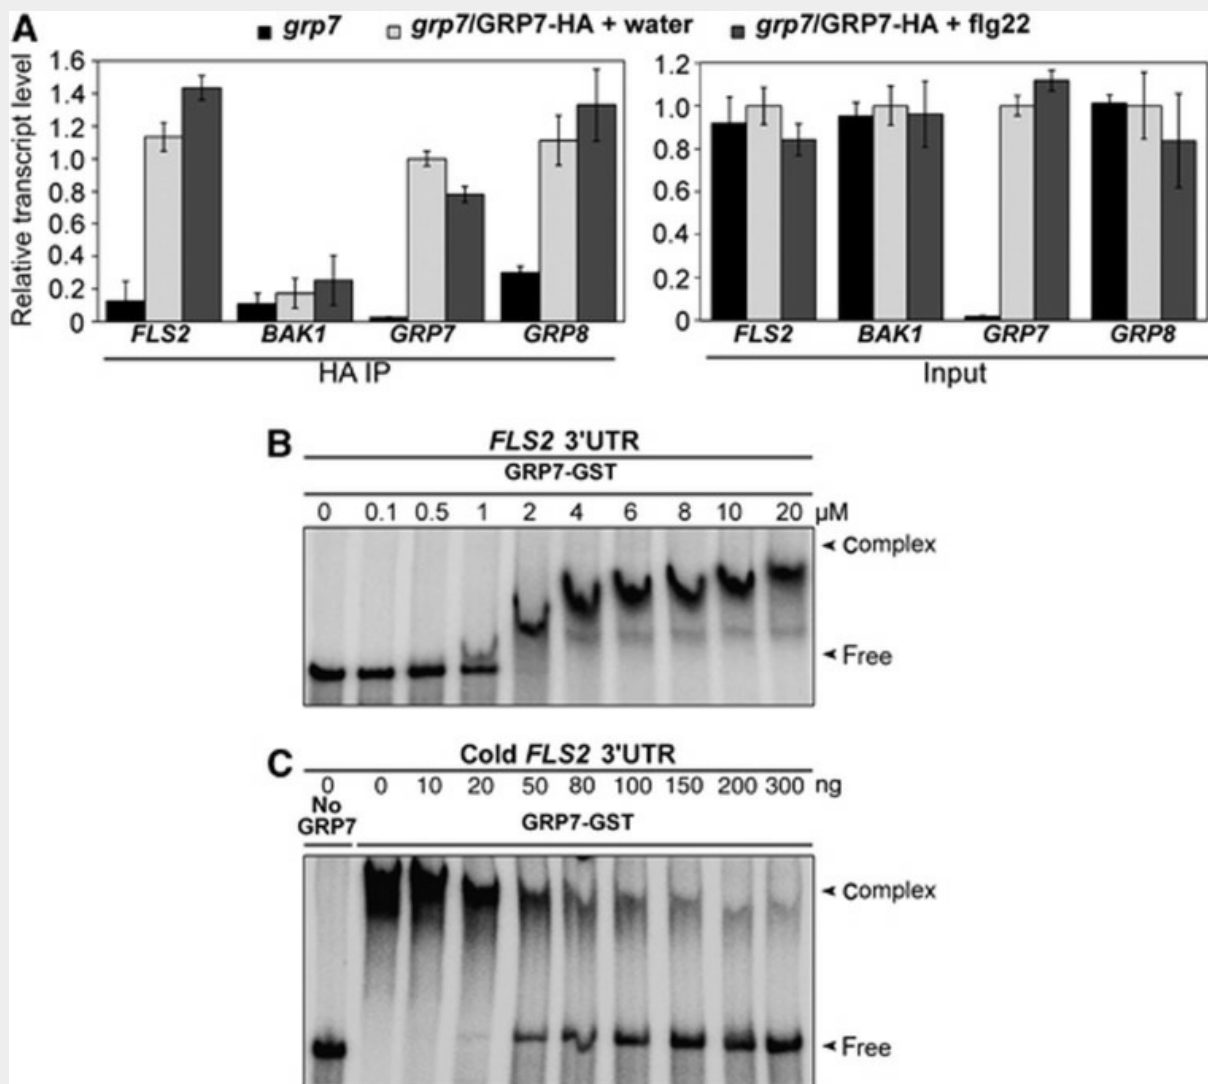 A
■ grp7 □ grp7/GRP7-HA + water ■ grp7/GRP7-HA + flg22
Relative transcript level
1.6
1.4
1.2
1.0
0.8
0.6
0.4
0.2
0
FLS2 BAK1 GRP7 GRP8
HA IP
1.2
1.0
0.8
0.6
0.4
0.2
0
FLS2 BAK1 GRP7 GRP8
Input
B
FLS2 3'UTR
GRP7-GST
0 0.1 0.5 1 2 4 6 8 10 20 µM
Complex
Free
C
Cold FLS2 3'UTR
0 0 10 20 50 80 100 150 200 300 ng
No
GRP7
GRP7-GST
Complex
Free